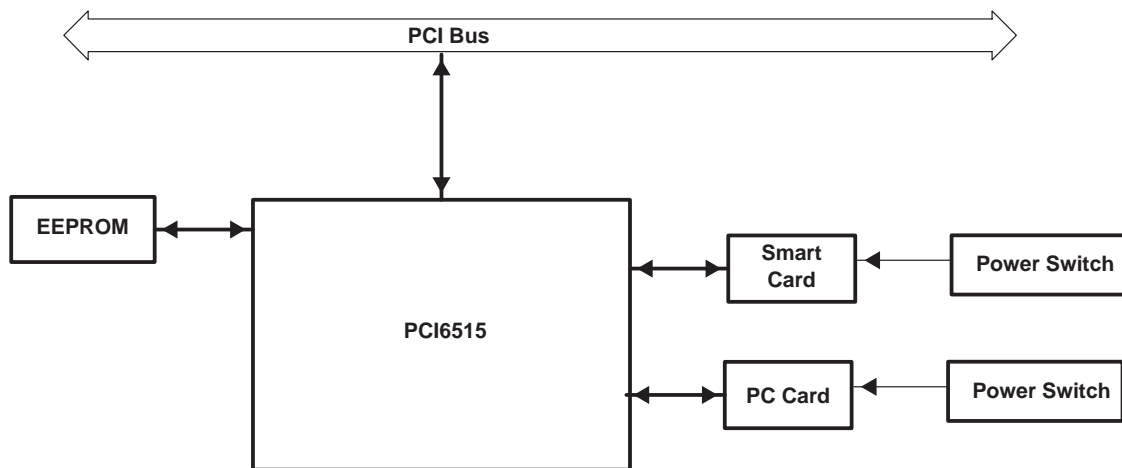 PCI Bus
EEPROM
Smart
Card
Power Switch
PCI6515
PC Card
Power Switch